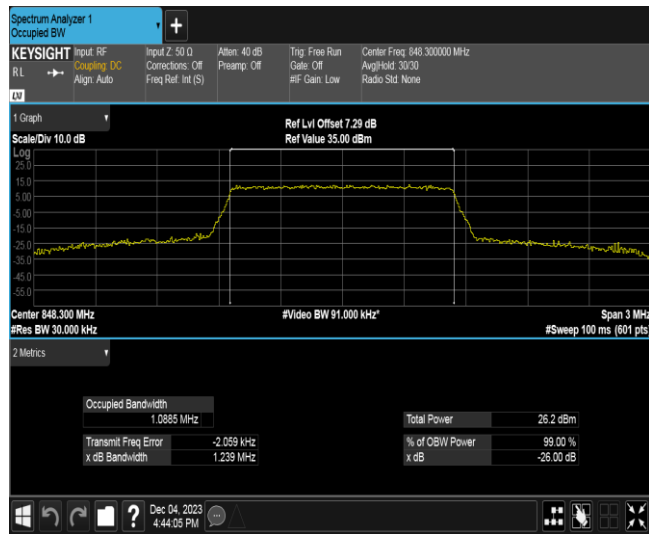 Spectrum Analyzer 1
Occupied BW
+
KEYSIGHT
RL
LXI
Input: RF
Coupling: DC
Align: Auto
Input Z: 50 Ω
Corrections: Off
Freq Ref: Int (S)
Atten: 40 dB
Preamp: Off
Trig: Free Run
Gate: Off
#IF Gain: Low
Center Freq: 848.300000 MHz
Avg|Hold: 30/30
Radio Std: None
1 Graph
Scale/Div 10.0 dB
Ref Lvl Offset 7.29 dB
Ref Value 35.00 dBm
Log
25.0
15.0
5.00
-5.00
-15.0
-25.0
-35.0
-45.0
-55.0
Center 848.300 MHz
#Res BW 30.000 kHz
#Video BW 91.000 kHz*
Span 3 MHz
#Sweep 100 ms (601 pts
2 Metrics
Occupied Bandwidth
1.0885 MHz
Transmit Freq Error -2.059 kHz
x dB Bandwidth 1.239 MHz
Total Power 26.2 dBm
% of OBW Power 99.00 %
x dB -26.00 dB
?
Dec 04, 2023
4:44:05 PM